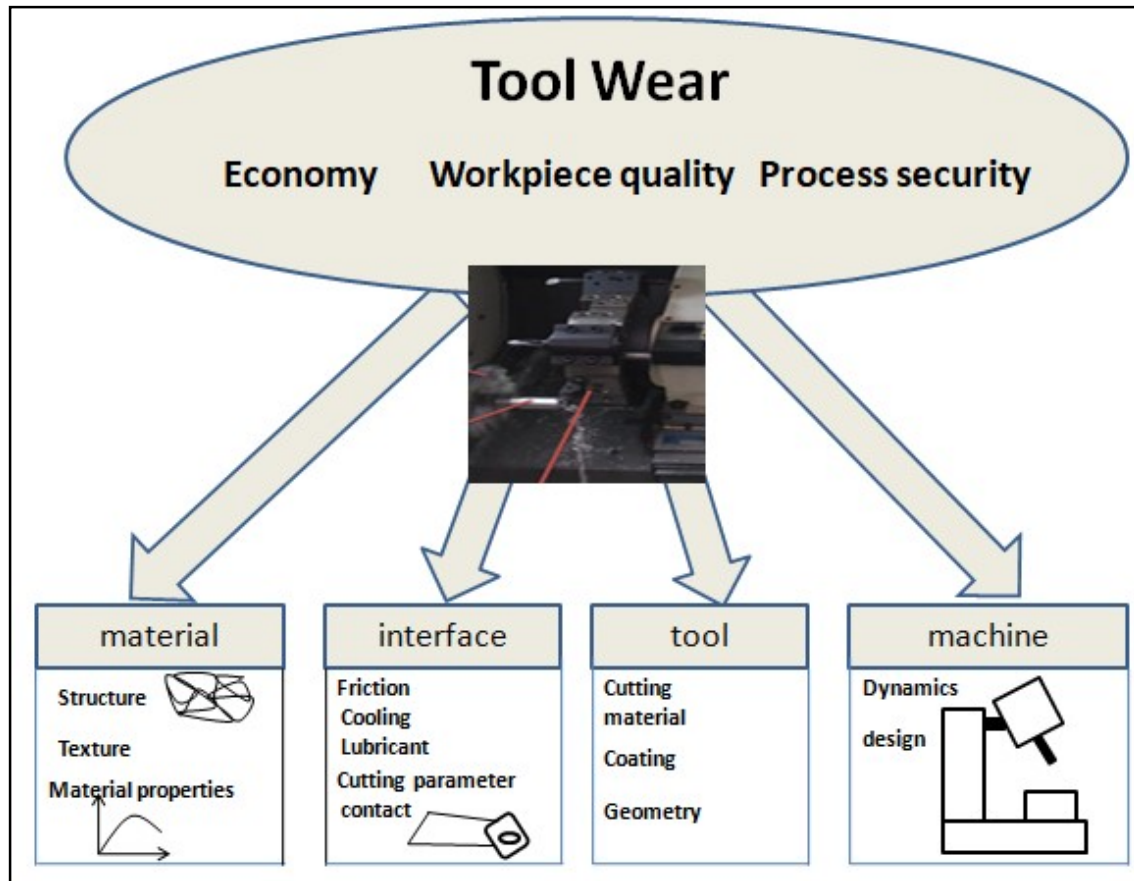 Tool Wear
Economy Workpiece quality Process security
material
Structure
Texture
Material properties
interface
Friction
Cooling
Lubricant
Cutting parameter
contact
tool
Cutting
material
Coating
Geometry
machine
Dynamics
design